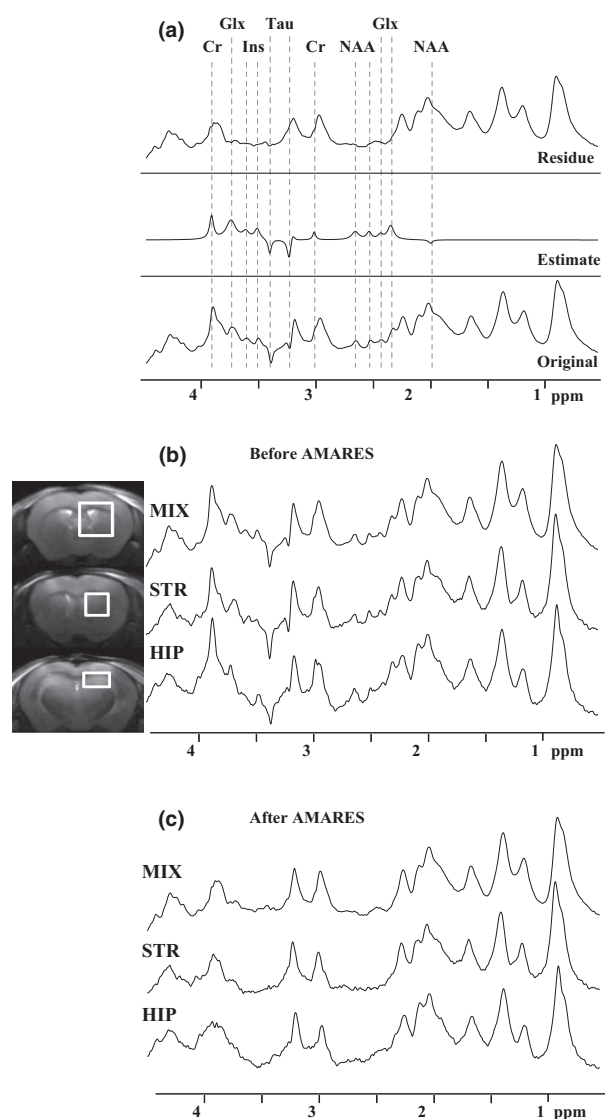 (a)
Glx Tau Glx
Cr Ins Cr NAA NAA
Residue
Estimate
Original
4 3 2 1 ppm
(b) Before AMARES
MIX
STR
HIP
4 3 2 1 ppm
(c) After AMARES
MIX
STR
HIP
4 3 2 1 ppm